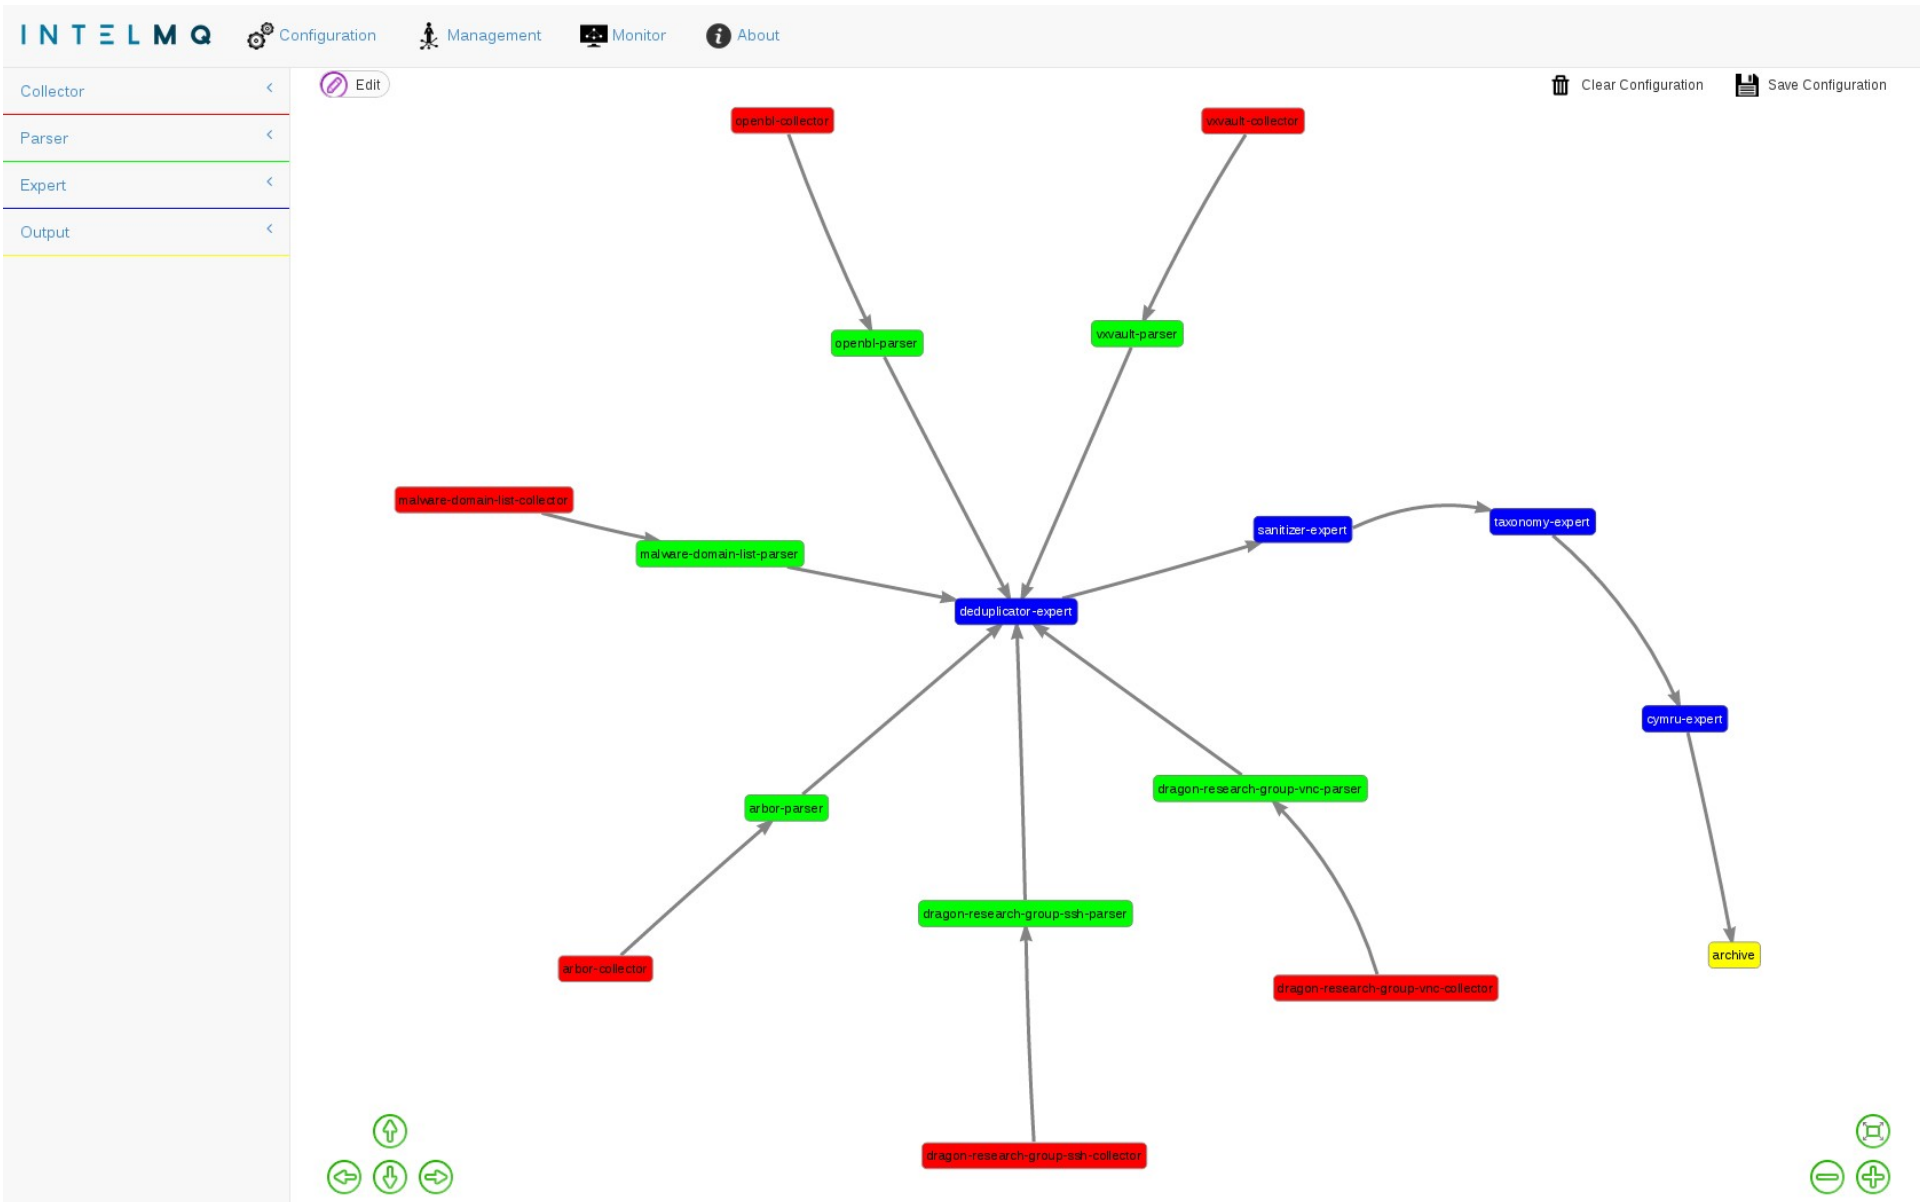 INTELMQ
Configuration
Management
Monitor
About
Collector
Parser
Expert
Output
Edit
Clear Configuration
Save Configuration
openbl-collector
vxvault-collector
openbl-parser
vxvault-parser
malware-domain-list-collector
malware-domain-list-parser
sanitizer-expert
taxonomy-expert
deduplicator-expert
cymru-expert
dragon-research-group-vnc-parser
arbor-parser
dragon-research-group-ssh-parser
archive
arbor-collector
dragon-research-group-vnc-collector
dragon-research-group-ssh-collector